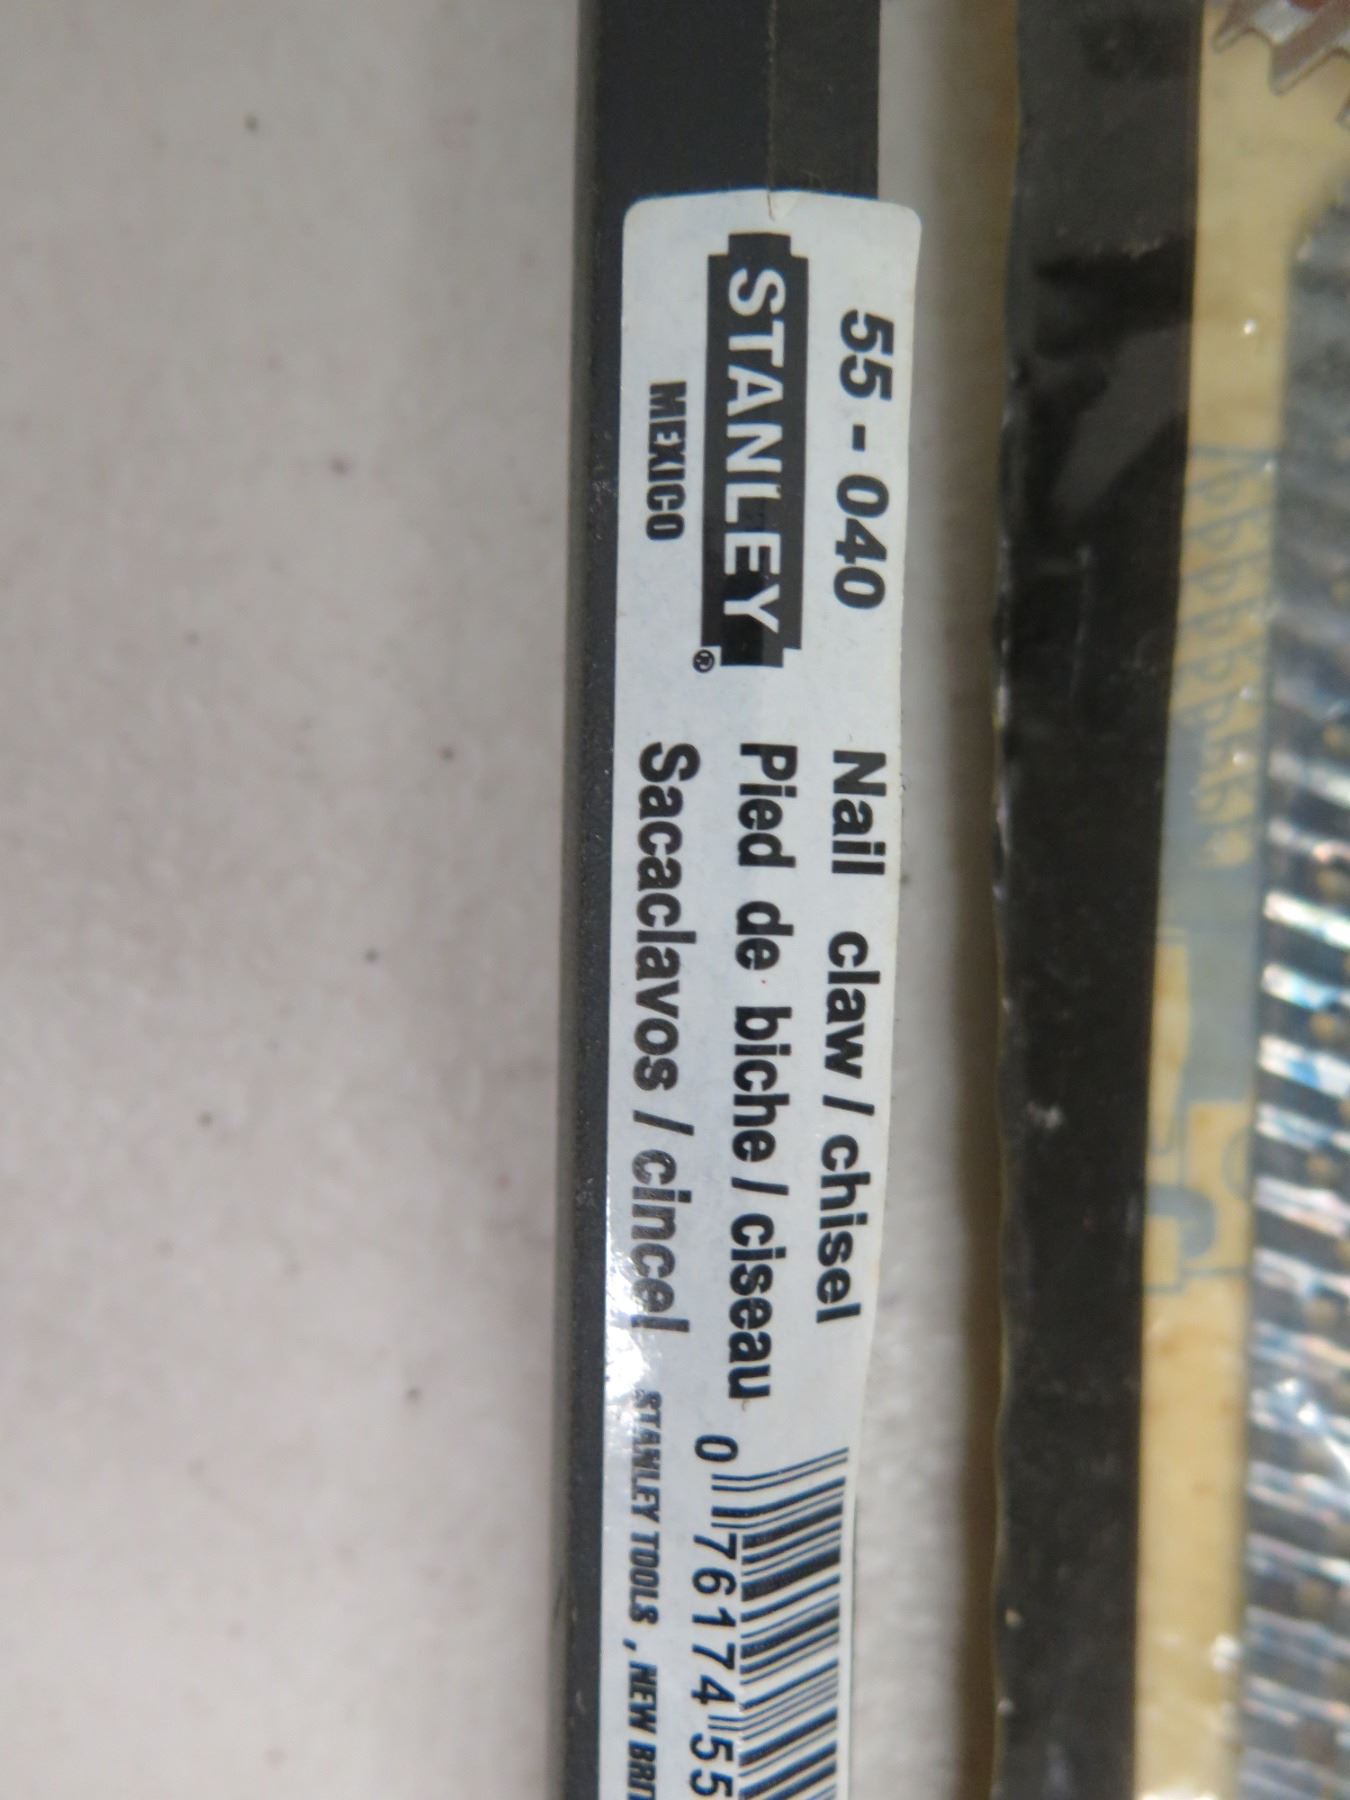 55 - 040
STANLEY®
MEXICO
Nail claw / chisel
Pied de biche / ciseau
Sacaclavos / cincel
0 76174 55
STANLEY TOOLS , NEW BRIT